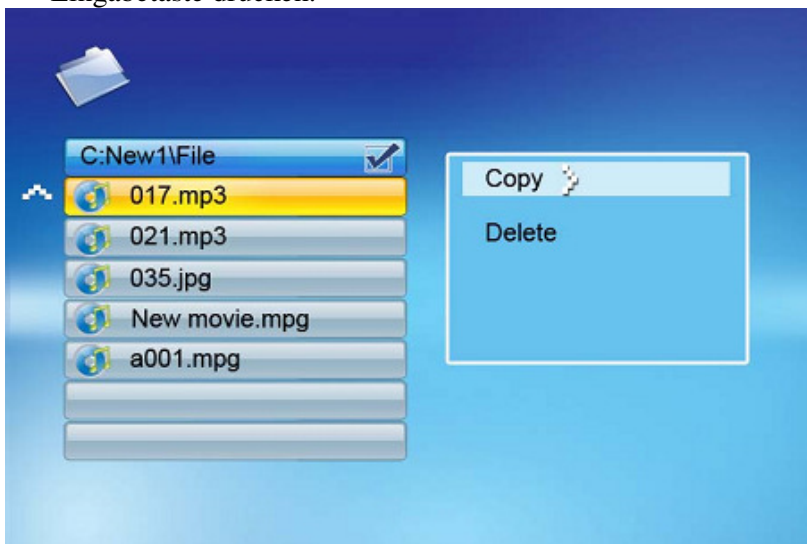 Eingabetaste drücken.
C:New1\File
017.mp3
021.mp3
035.jpg
New movie.mpg
a001.mpg
Copy
Delete